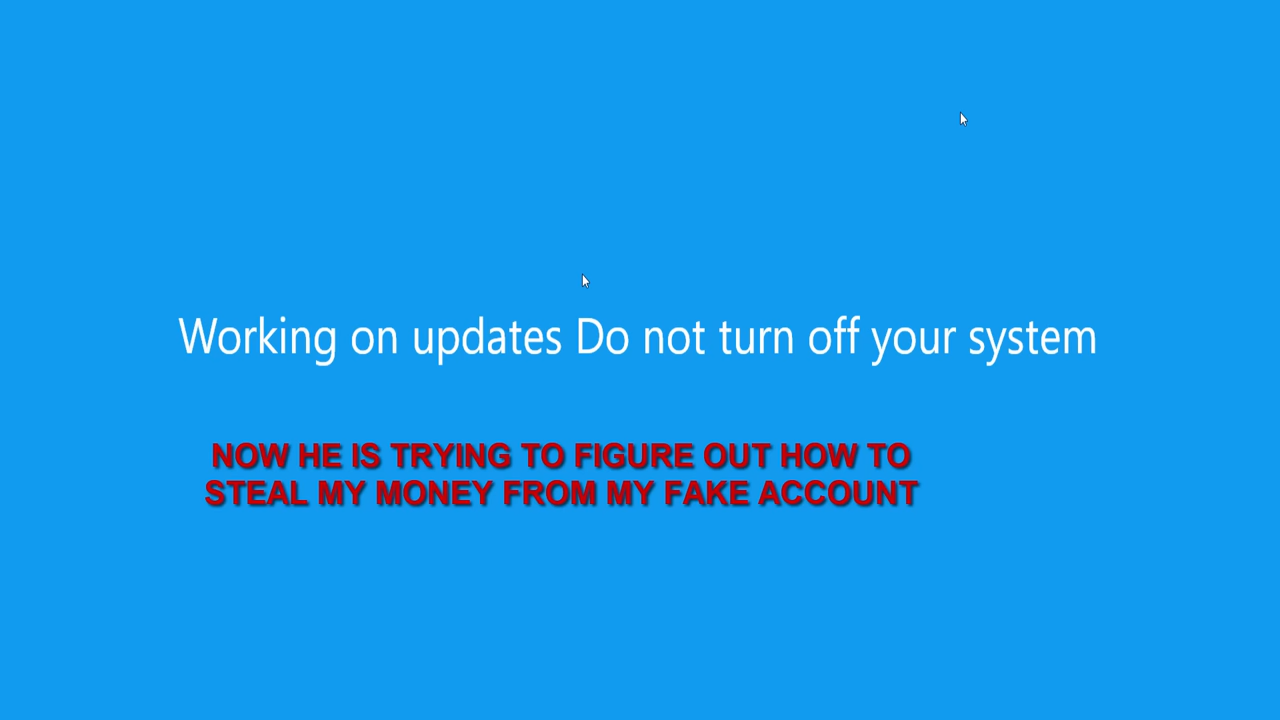 Working on updates Do not turn off your system
NOW HE IS TRYING TO FIGURE OUT HOW TO
STEAL MY MONEY FROM MY FAKE ACCOUNT